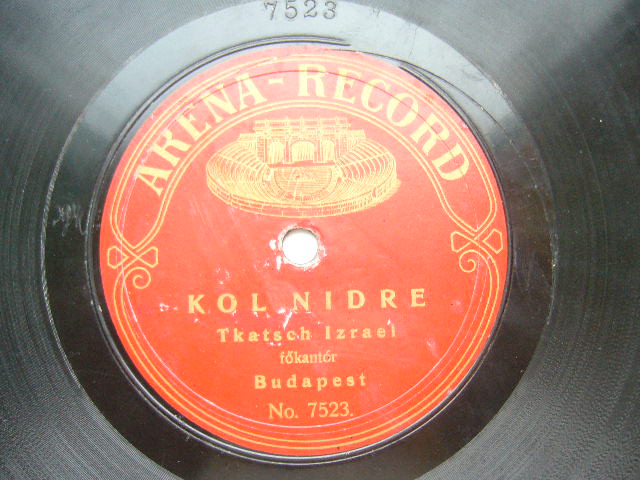 7523
ARENA-RECORD
KOL NIDRE
Tkatsch Izrael
főkantór
Budapest
No. 7523.